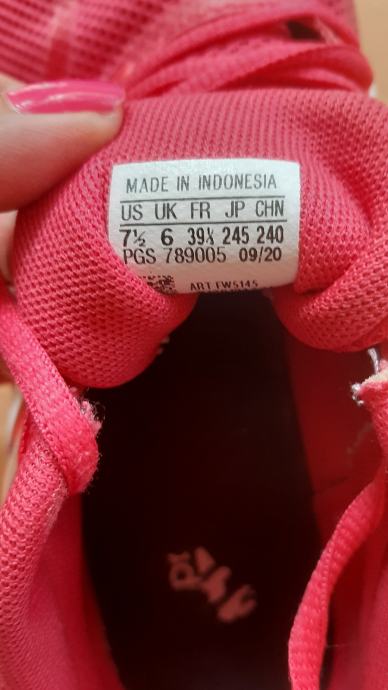 MADE IN INDONESIA
US UK FR JP CHN
7½ 6 39⅓ 245 240
PGS 789005 09/20
ART FW5145